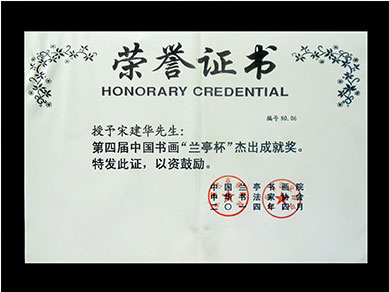 荣誉证书
HONORARY CREDENTIAL
编号 NO.06
授予宋建华先生：
第四届中国书画“兰亭杯”杰出成就奖。
特发此证，以资鼓励。
中国兰亭书画院
中华书法家协会
二〇一四年四月